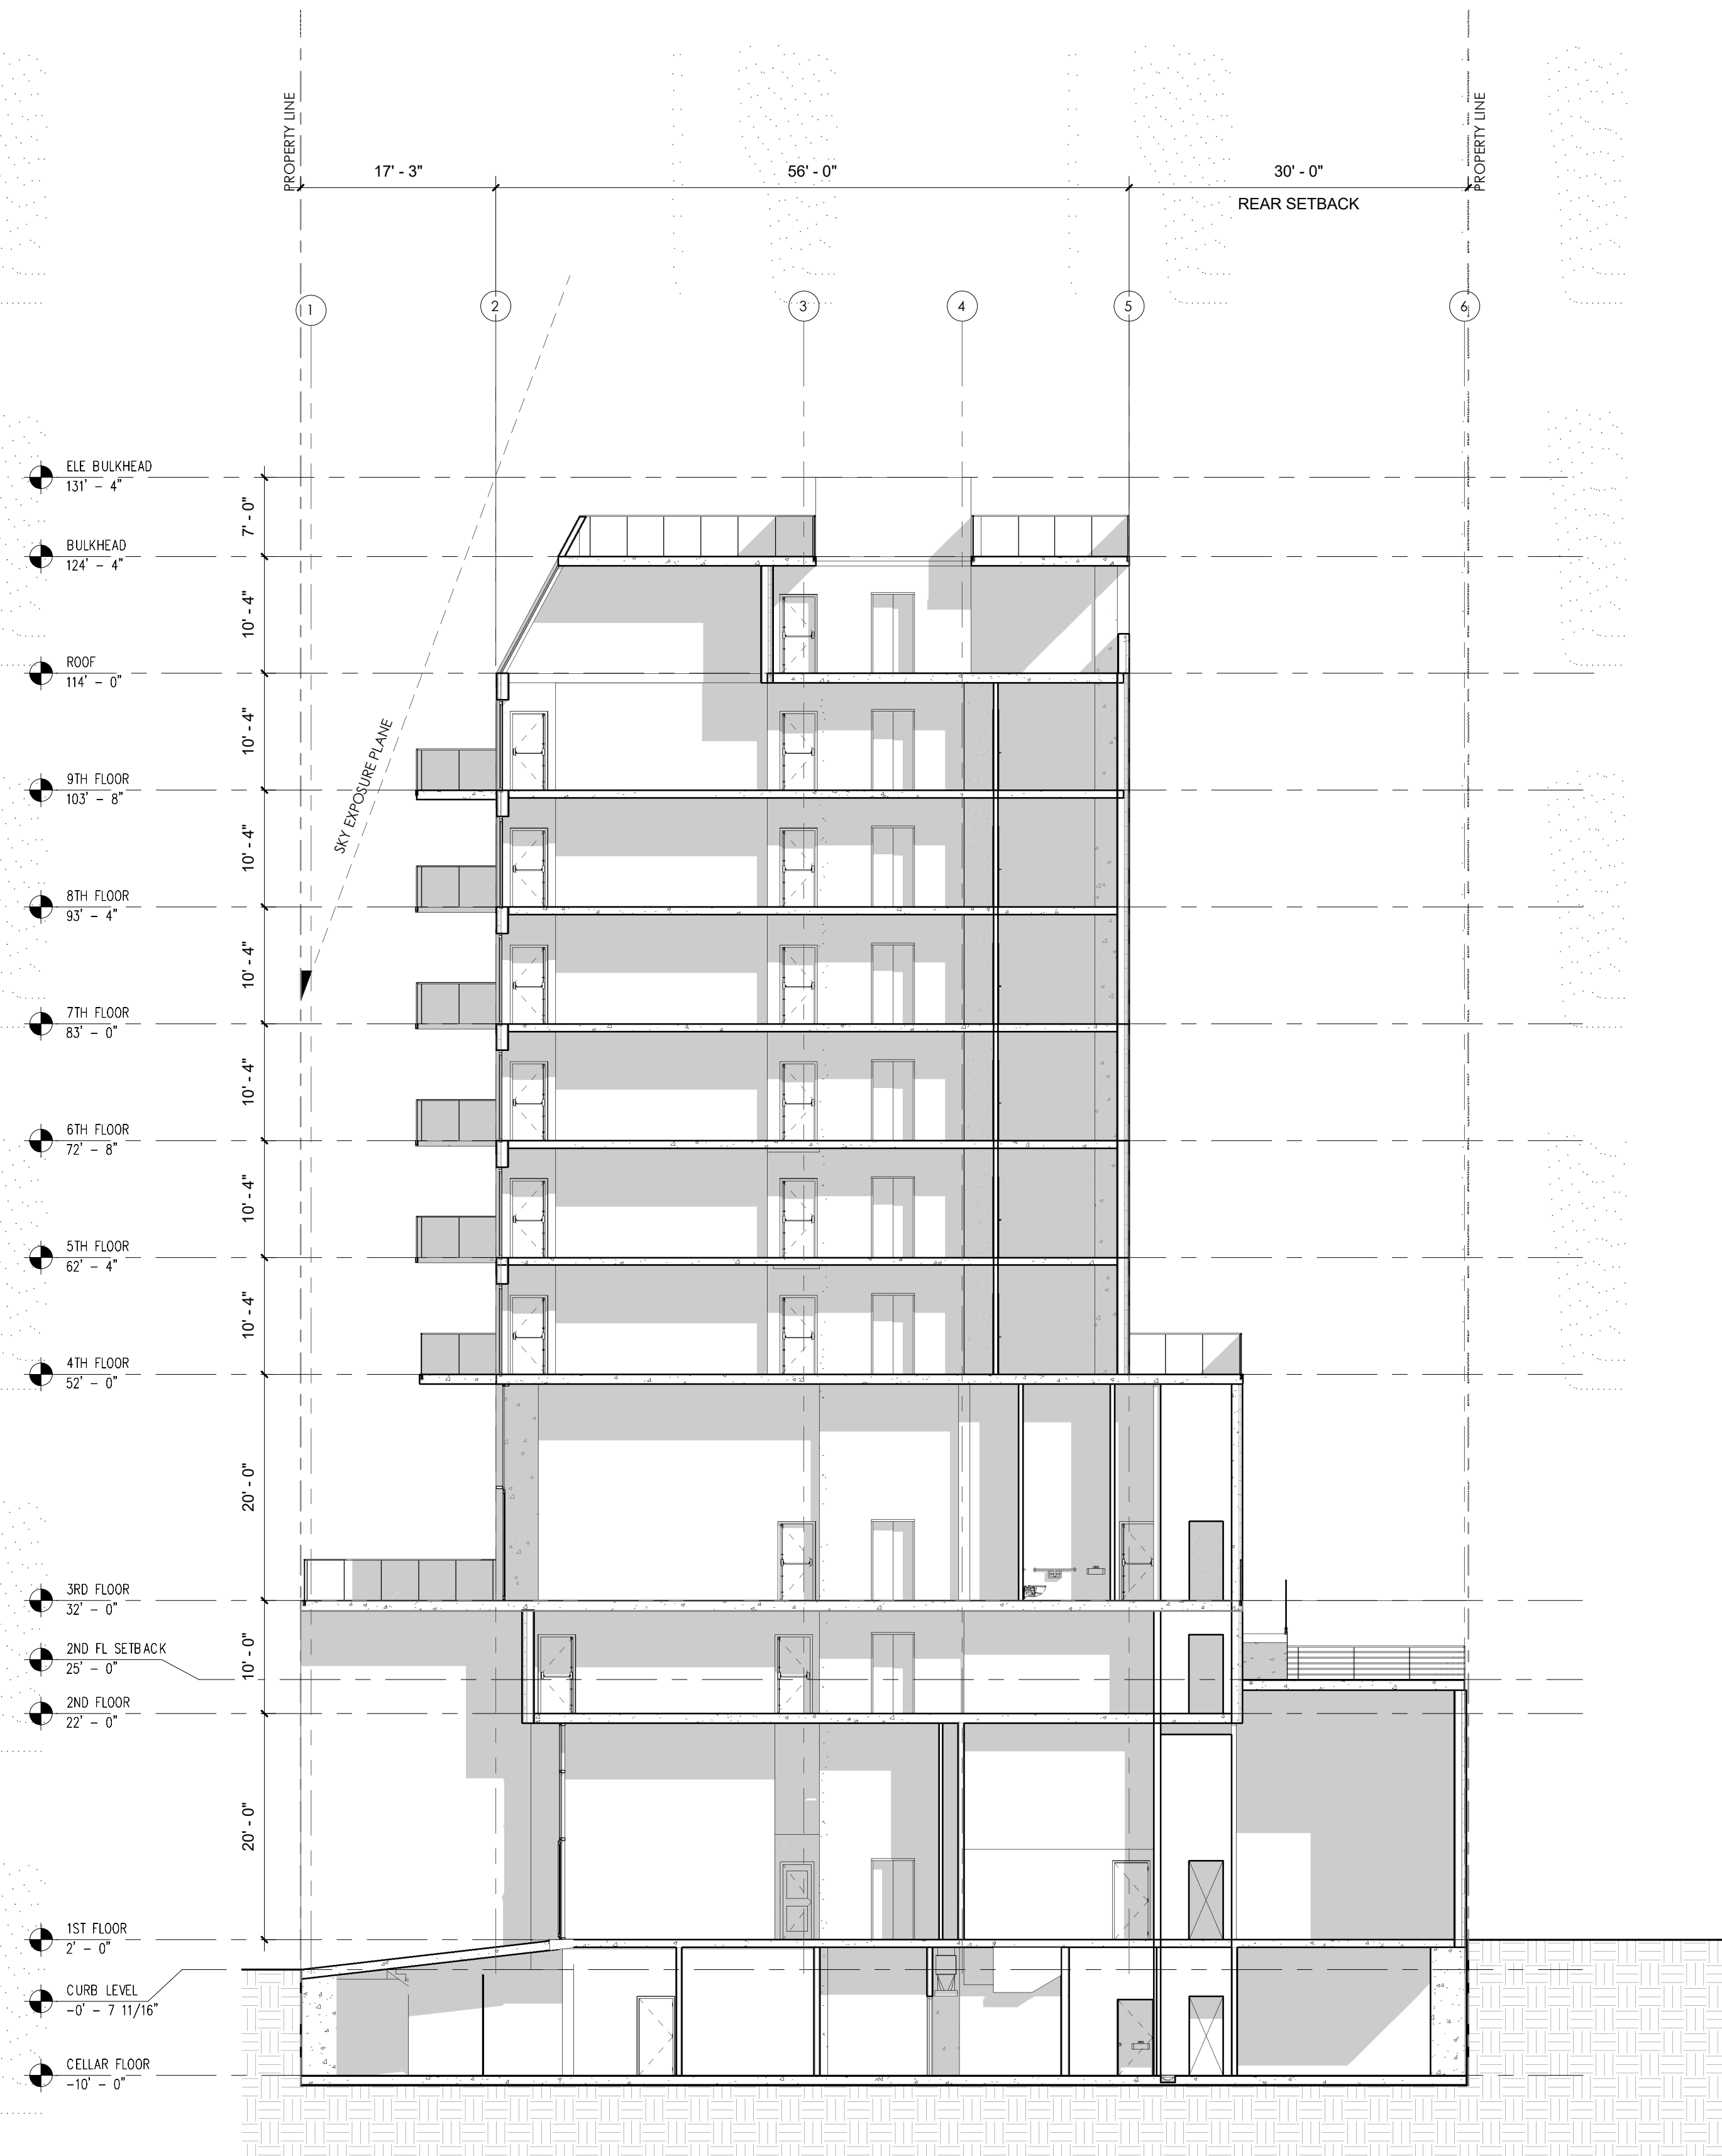 PROPERTY LINE
PROPERTY LINE
17' - 3"
56' - 0"
30' - 0"
REAR SETBACK
1
2
3
4
5
6
SKY EXPOSURE PLANE
ELE BULKHEAD
131' - 4"
7' - 0"
BULKHEAD
124' - 4"
10' - 4"
ROOF
114' - 0"
10' - 4"
9TH FLOOR
103' - 8"
10' - 4"
8TH FLOOR
93' - 4"
10' - 4"
7TH FLOOR
83' - 0"
10' - 4"
6TH FLOOR
72' - 8"
10' - 4"
5TH FLOOR
62' - 4"
10' - 4"
4TH FLOOR
52' - 0"
20' - 0"
3RD FLOOR
32' - 0"
10' - 0"
2ND FL SETBACK
25' - 0"
2ND FLOOR
22' - 0"
20' - 0"
1ST FLOOR
2' - 0"
CURB LEVEL
-0' - 7 11/16"
CELLAR FLOOR
-10' - 0"